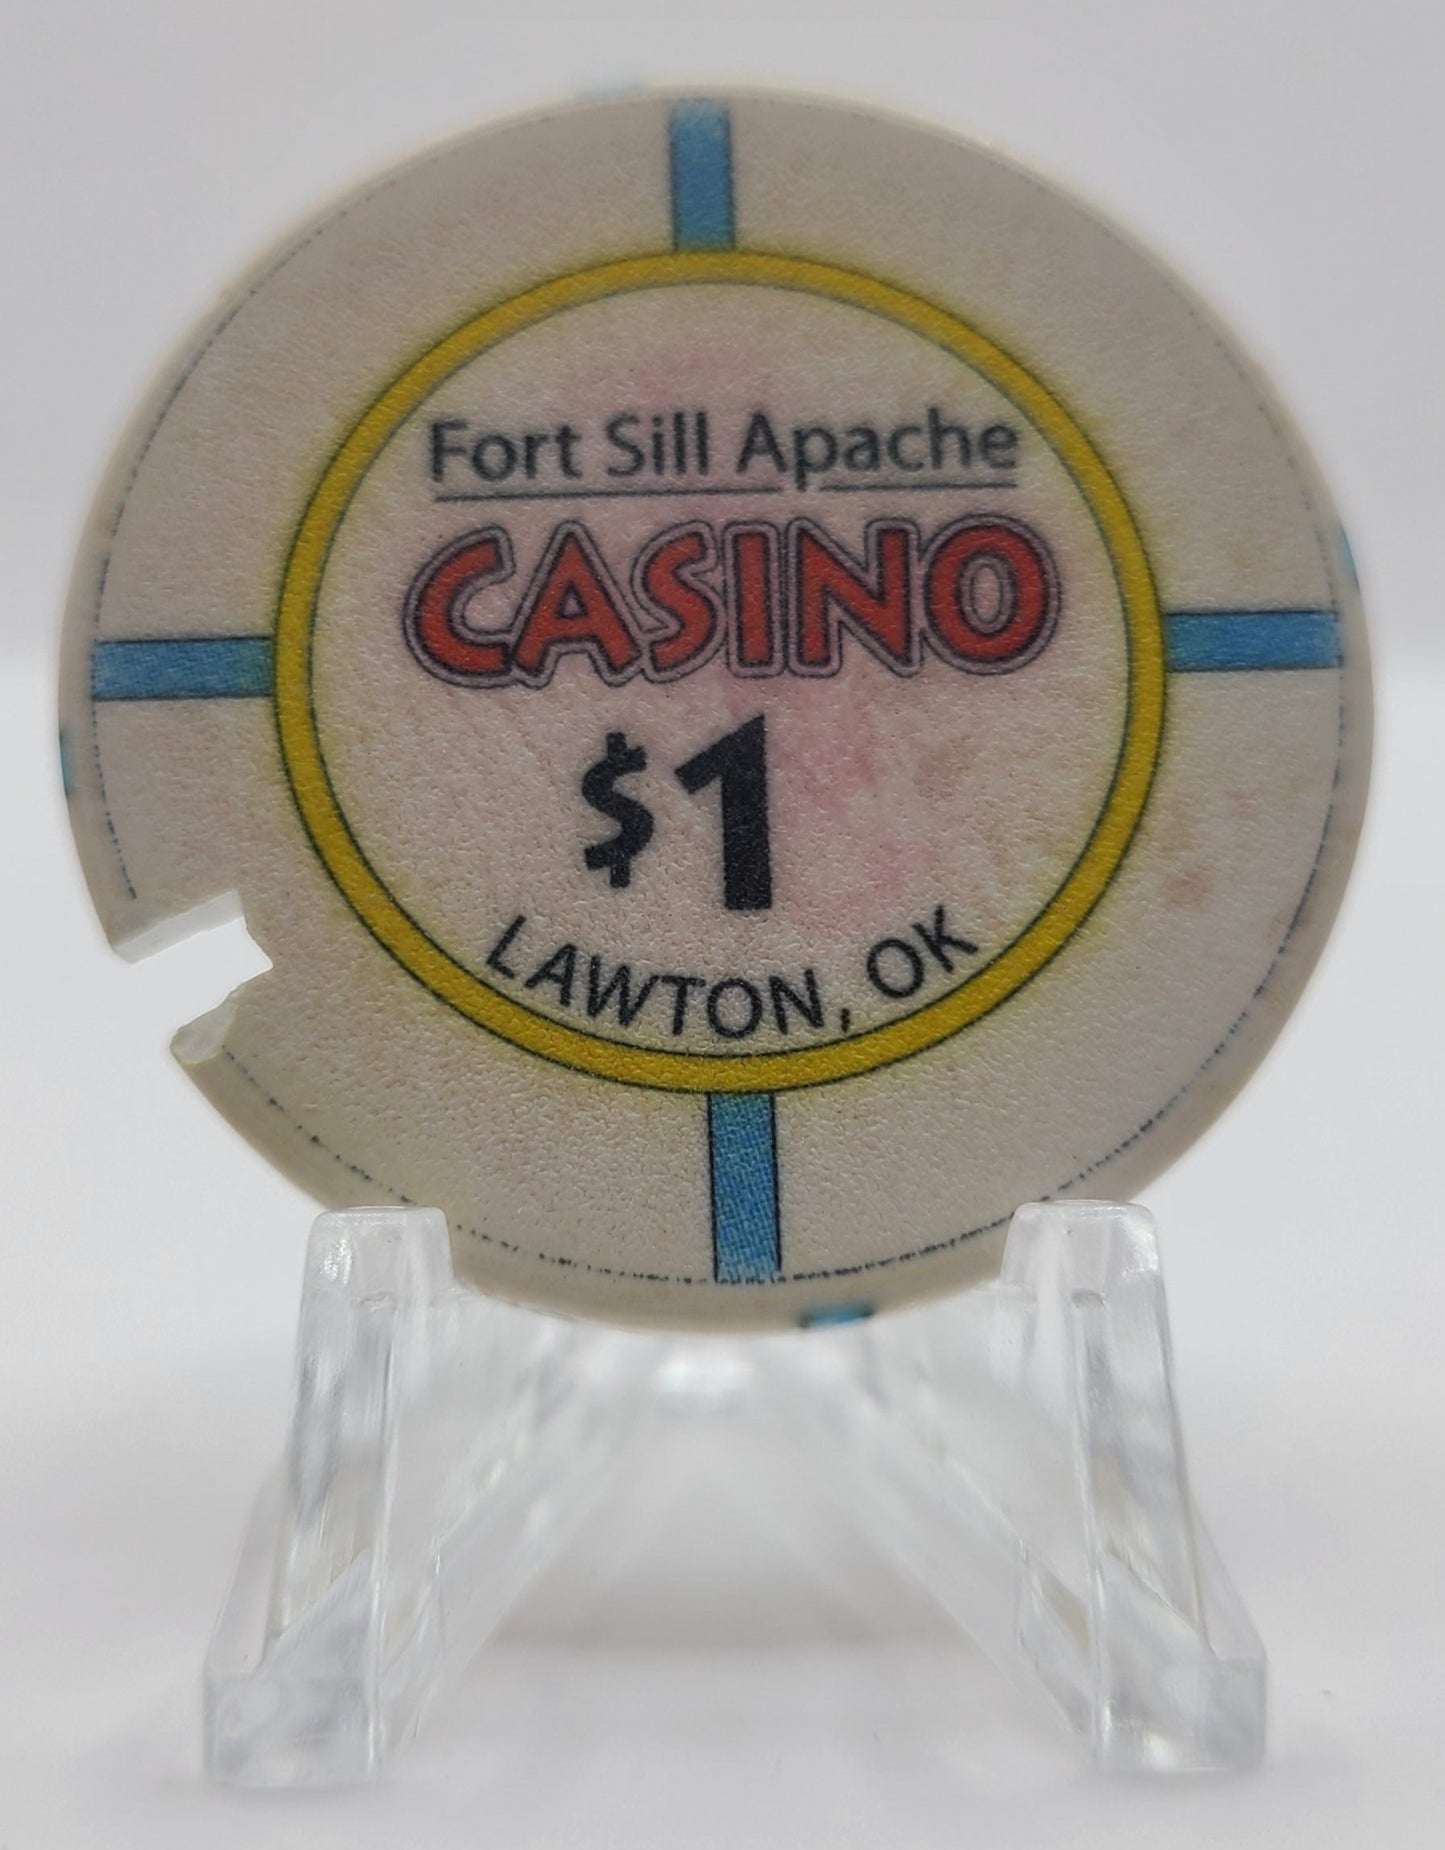 Fort Sill Apache
CASINO
$1
LAWTON, OK